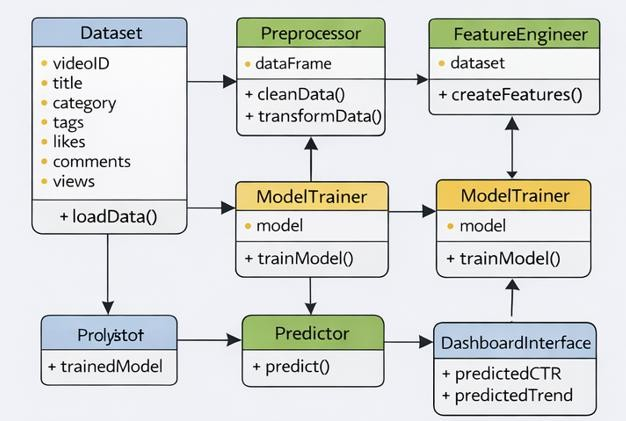 Dataset
videoID
title
category
tags
likes
comments
views
+ loadData()
Preprocessor
dataFrame
+ cleanData()
+ transformData()
FeatureEngineer
dataset
+ createFeatures()
ModelTrainer
model
+ trainModel()
ModelTrainer
model
+ trainModel()
+ trainedModel
Predictor
+ predict()
DashboardInterface
+ predictedCTR
+ predictedTrend